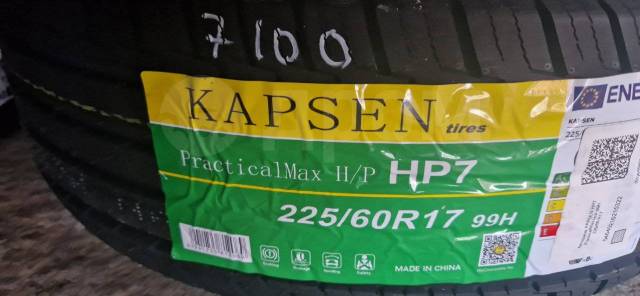 7100
KAPSEN tires
PracticalMax H/P HP7
225/60R17 99H
MADE IN CHINA
ENE
KAPSEN
225/